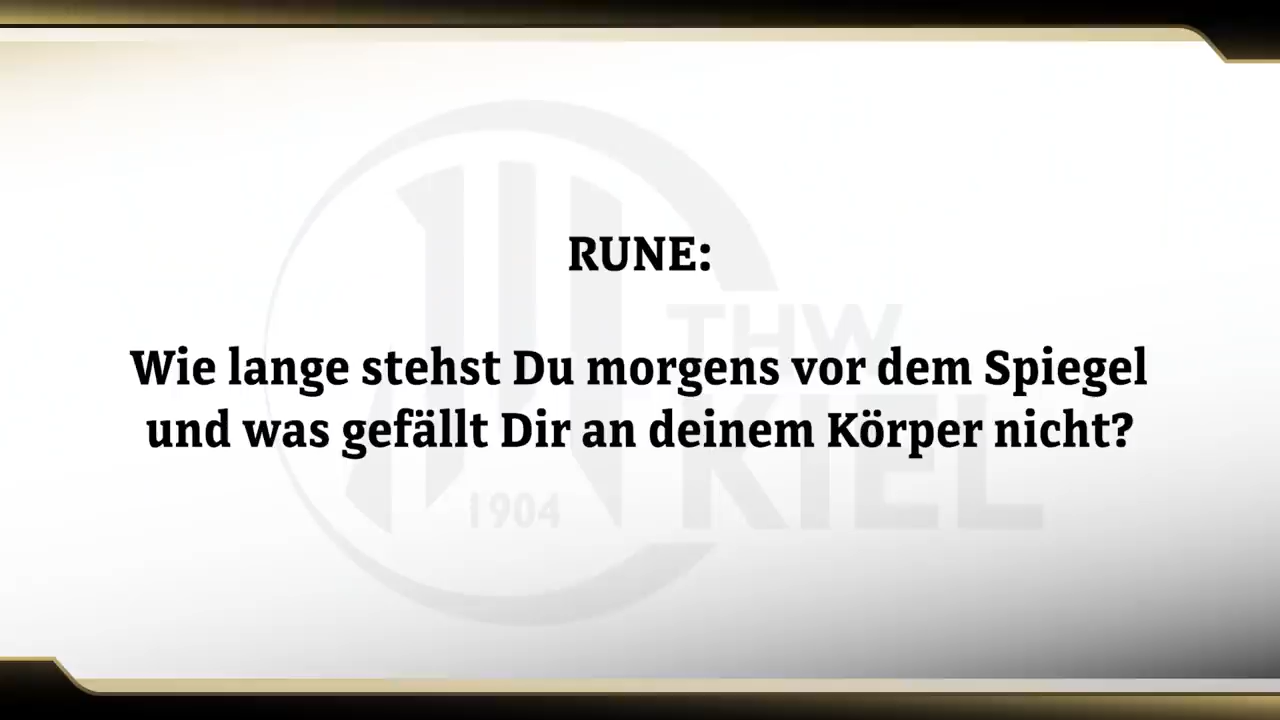 RUNE:
Wie lange stehst Du morgens vor dem Spiegel
und was gefällt Dir an deinem Körper nicht?
THW
KIEL
1904